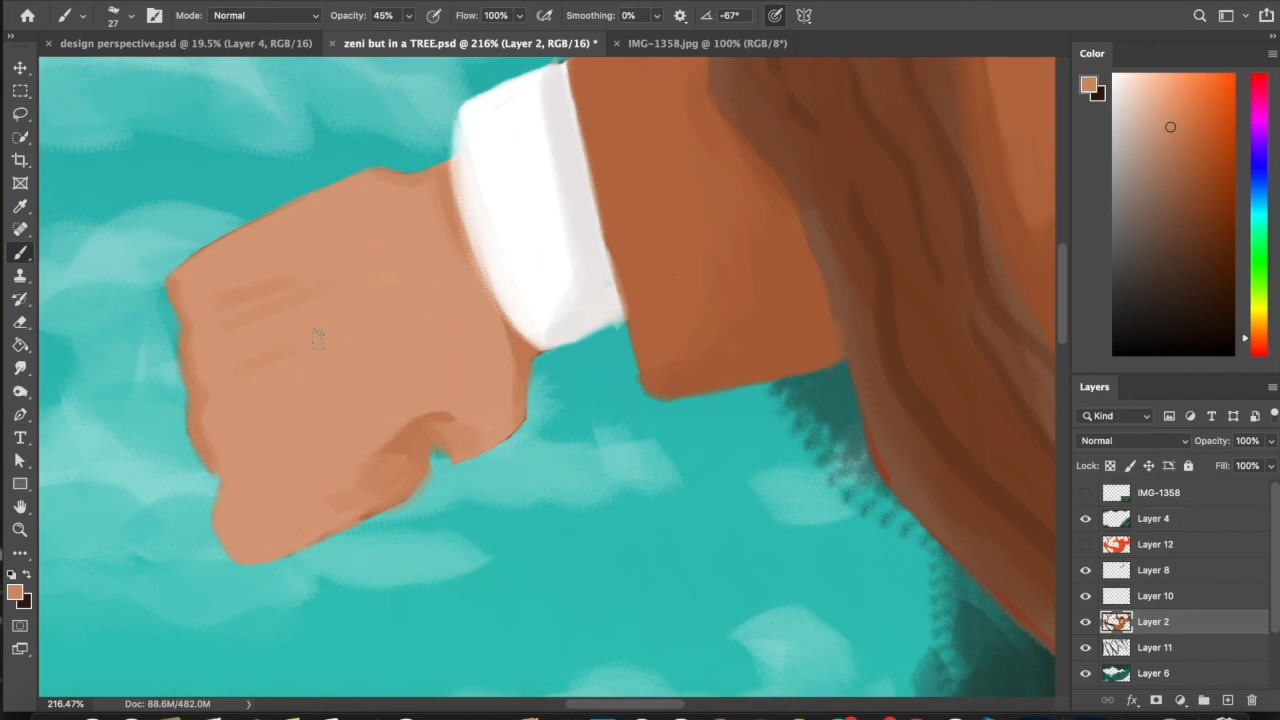 27 Mode: Normal Opacity: 45% Flow: 100% Smoothing: 0% -67°
× design perspective.psd @ 19.5% (Layer 4, RGB/16) × zeni but in a TREE.psd @ 216% (Layer 2, RGB/16) * × IMG-1358.jpg @ 100% (RGB/8*)
Color
Layers
Kind
Normal Opacity: 100%
Lock: Fill: 100%
IMG-1358
Layer 4
Layer 12
Layer 8
Layer 10
Layer 2
Layer 11
Layer 6
216.47% Doc: 88.6M/482.0M